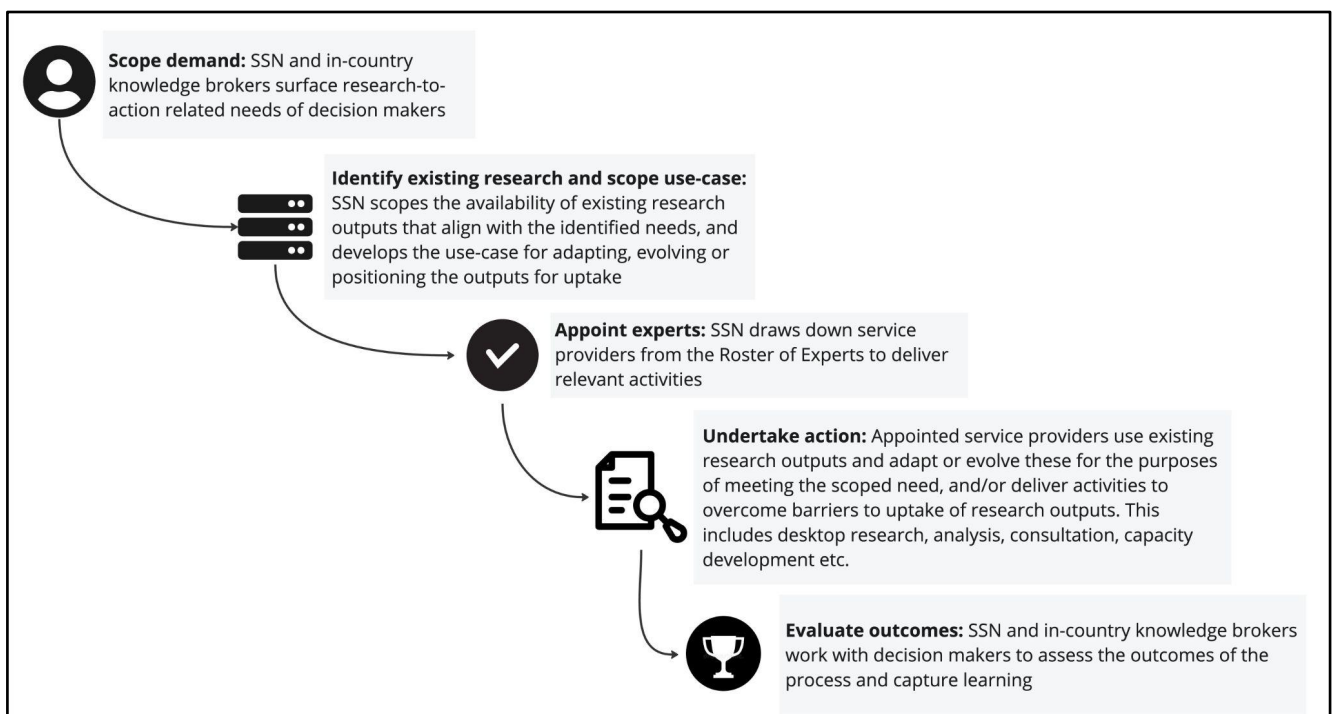 Scope demand: SSN and in-country
knowledge brokers surface research-to-
action related needs of decision makers
Identify existing research and scope use-case:
SSN scopes the availability of existing research
outputs that align with the identified needs, and
develops the use-case for adapting, evolving or
positioning the outputs for uptake
Appoint experts: SSN draws down service
providers from the Roster of Experts to deliver
relevant activities
Undertake action: Appointed service providers use existing
research outputs and adapt or evolve these for the purposes
of meeting the scoped need, and/or deliver activities to
overcome barriers to uptake of research outputs. This
includes desktop research, analysis, consultation, capacity
development etc.
Evaluate outcomes: SSN and in-country knowledge brokers
work with decision makers to assess the outcomes of the
process and capture learning